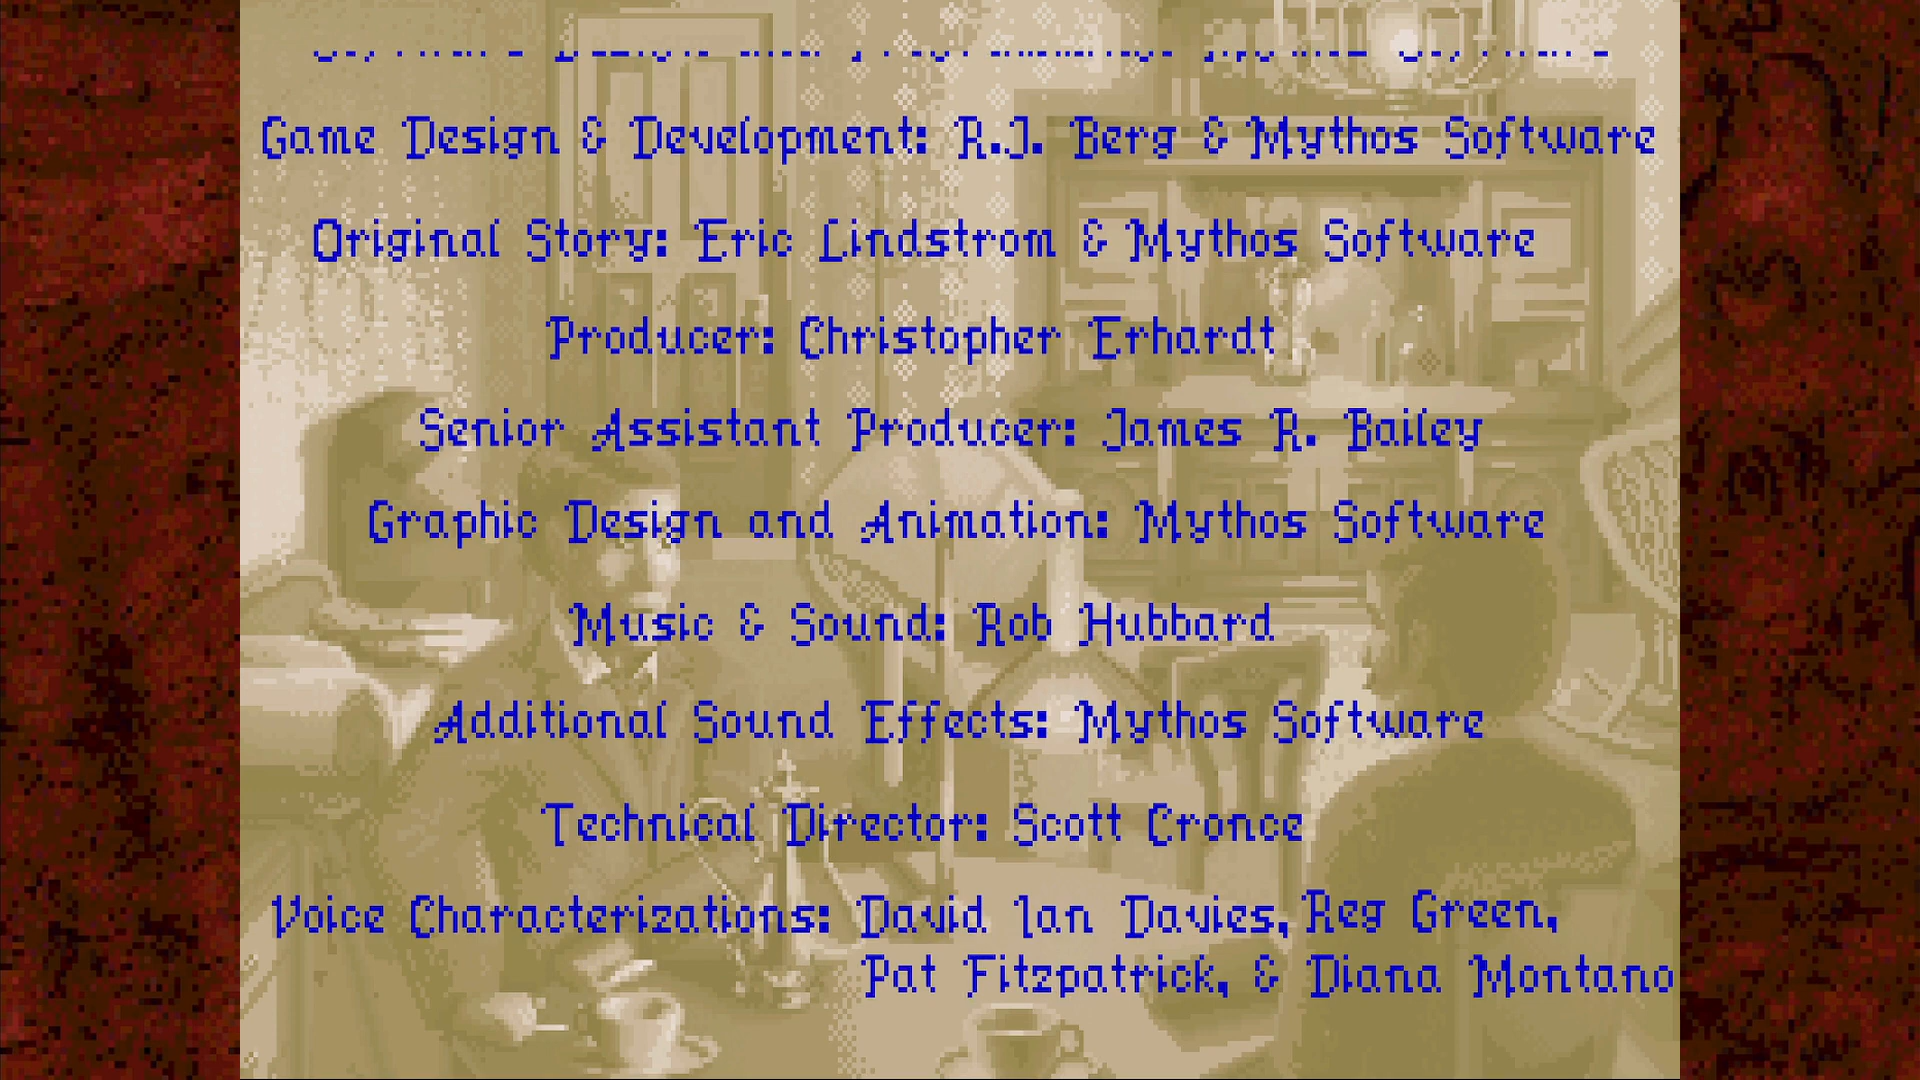 Game Design & Development: R.J. Berg & Mythos Software
Original Story: Eric Lindstrom & Mythos Software
Producer: Christopher Erhardt
Senior Assistant Producer: James R. Bailey
Graphic Design and Animation: Mythos Software
Music & Sound: Rob Hubbard
Additional Sound Effects: Mythos Software
Technical Director: Scott Cronce
Voice Characterizations: David Ian Davies, Reg Green,
Pat Fitzpatrick, & Diana Montano